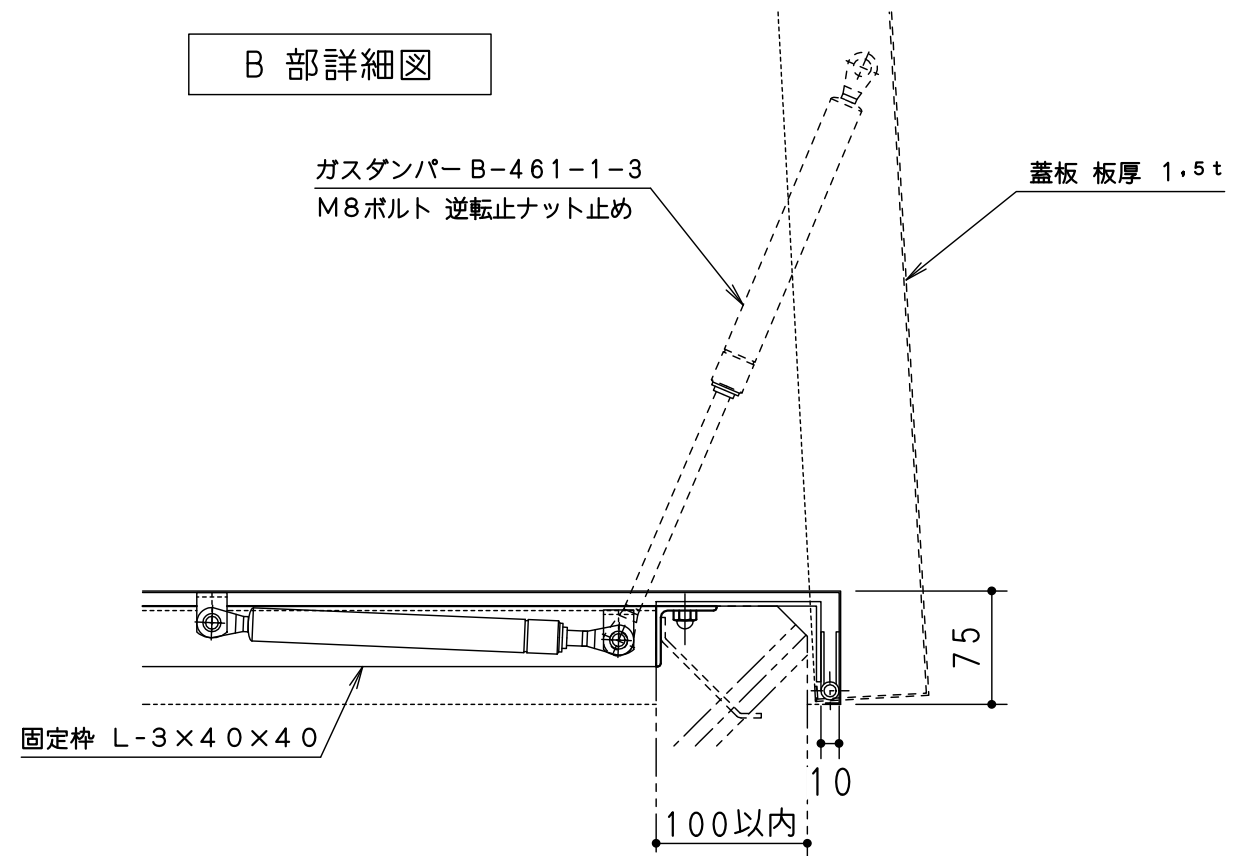 B 部詳細図
ガスダンパーB-461-1-3
M8ボルト 逆転止ナット止め
蓋板 板厚 1.5t
75
固定枠 L-3×40×40
10
100以内